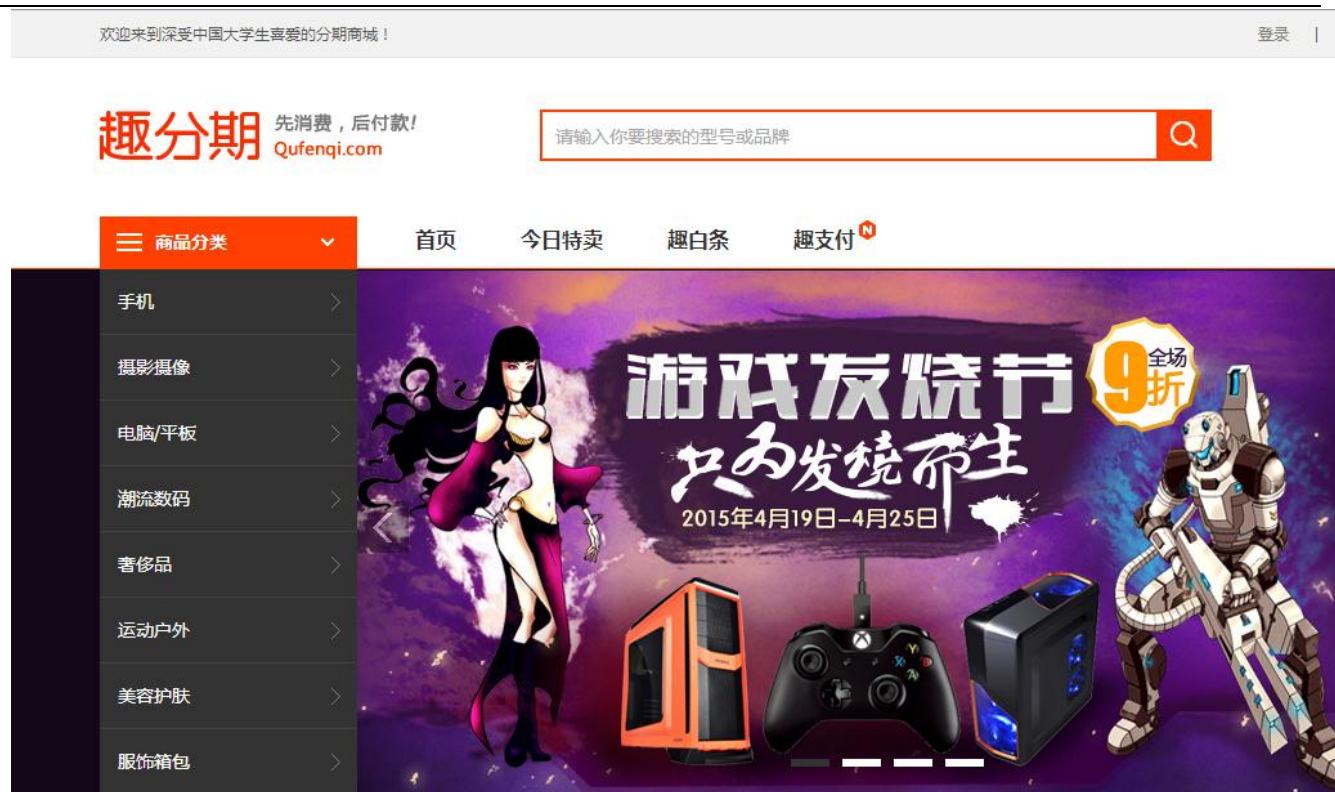 欢迎来到深受中国大学生喜爱的分期商城！
登录 |
趣分期
先消费，后付款!
Qufenqi.com
请输入你要搜索的型号或品牌
商品分类
首页 今日特卖 趣白条 趣支付 N
手机
摄影摄像
电脑/平板
潮流数码
奢侈品
运动户外
美容护肤
服饰箱包
游戏发烧节
9折
全场
只为发烧而生
2015年4月19日-4月25日